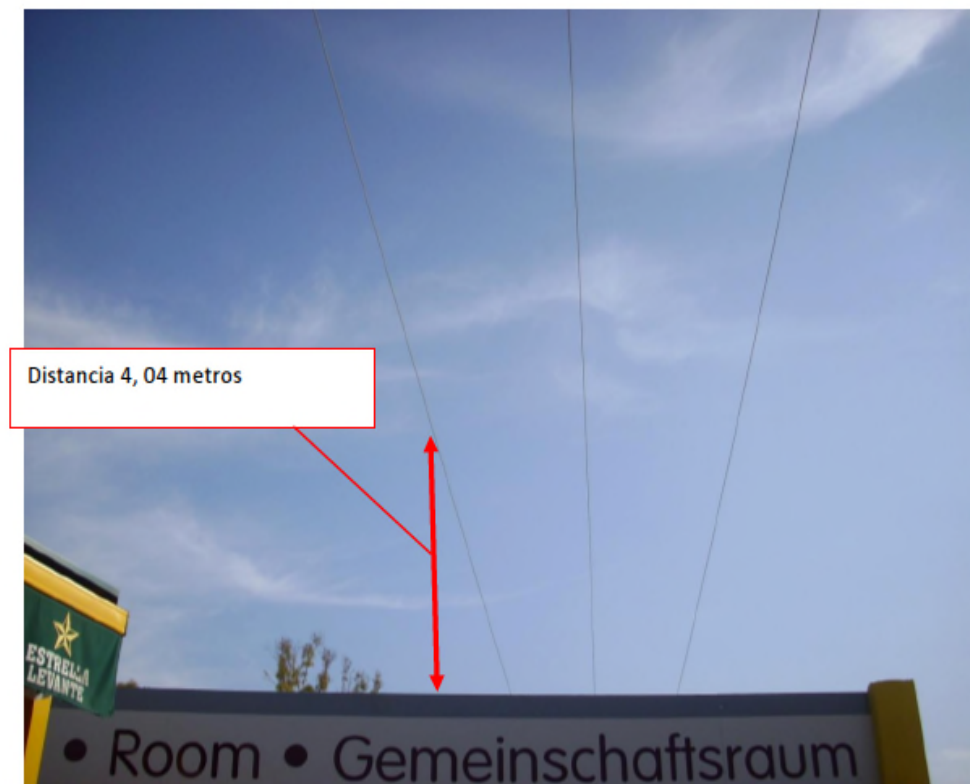 Distancia 4, 04 metros
ESTRELLA
LEVANTE
• Room • Gemeinschaftsraum